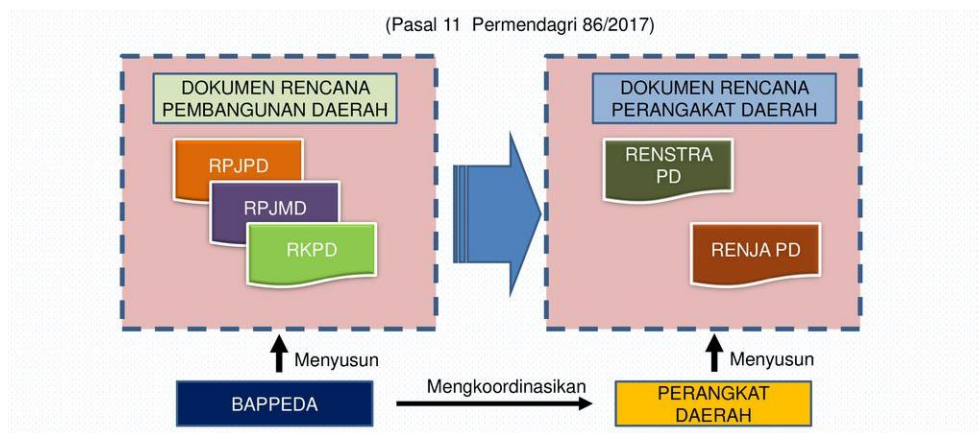 (Pasal 11 Permendagri 86/2017)
DOKUMEN RENCANA
PEMBANGUNAN DAERAH
RPJPD
RPJMD
RKPD
DOKUMEN RENCANA
PERANGAKAT DAERAH
RENSTRA
PD
RENJA PD
Menyusun
Menyusun
BAPPEDA
Mengkoordinasikan
PERANGKAT
DAERAH